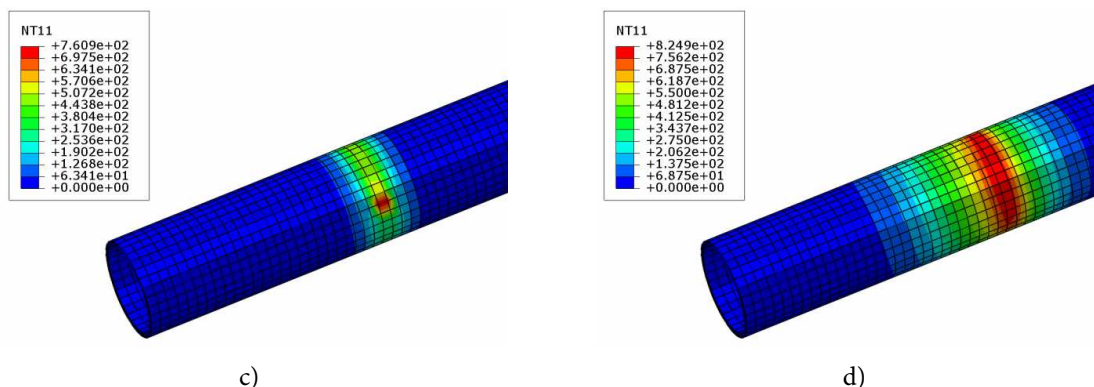 NT11
+7.609e+02
+6.975e+02
+6.341e+02
+5.706e+02
+5.072e+02
+4.438e+02
+3.804e+02
+3.170e+02
+2.536e+02
+1.902e+02
+1.268e+02
+6.341e+01
+0.000e+00
c)
NT11
+8.249e+02
+7.562e+02
+6.875e+02
+6.187e+02
+5.500e+02
+4.812e+02
+4.125e+02
+3.437e+02
+2.750e+02
+2.062e+02
+1.375e+02
+6.875e+01
+0.000e+00
d)